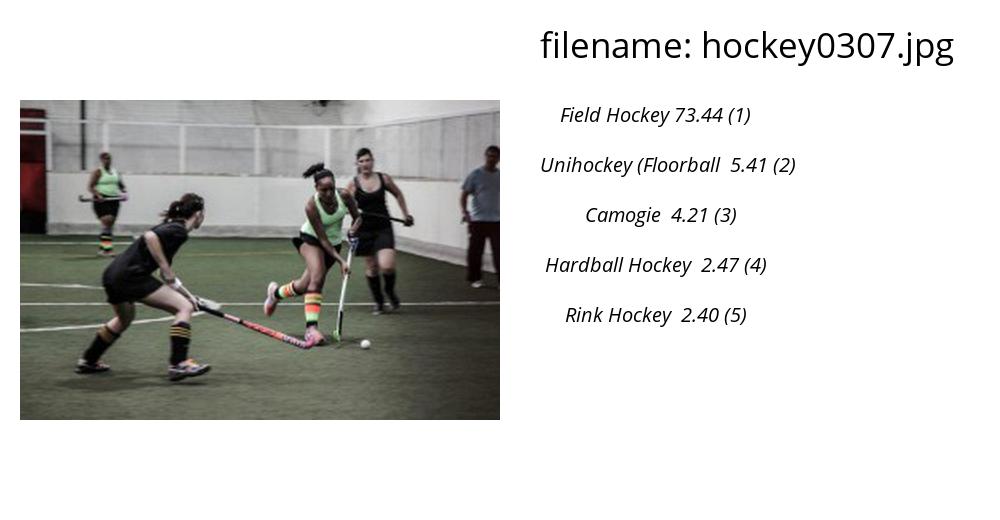 filename: hockey0307.jpg
Field Hockey 73.44 (1)
Unihockey (Floorball  5.41 (2)
Camogie  4.21 (3)
Hardball Hockey  2.47 (4)
Rink Hockey  2.40 (5)